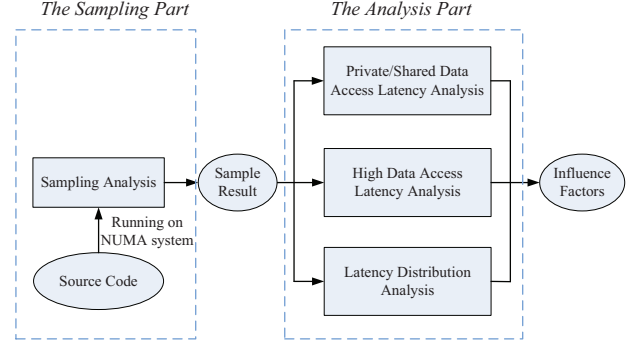 The Sampling Part
The Analysis Part
Private/Shared Data
Access Latency Analysis
Sampling Analysis
Sample
Result
High Data Access
Latency Analysis
Influence
Factors
Running on
NUMA system
Source Code
Latency Distribution
Analysis